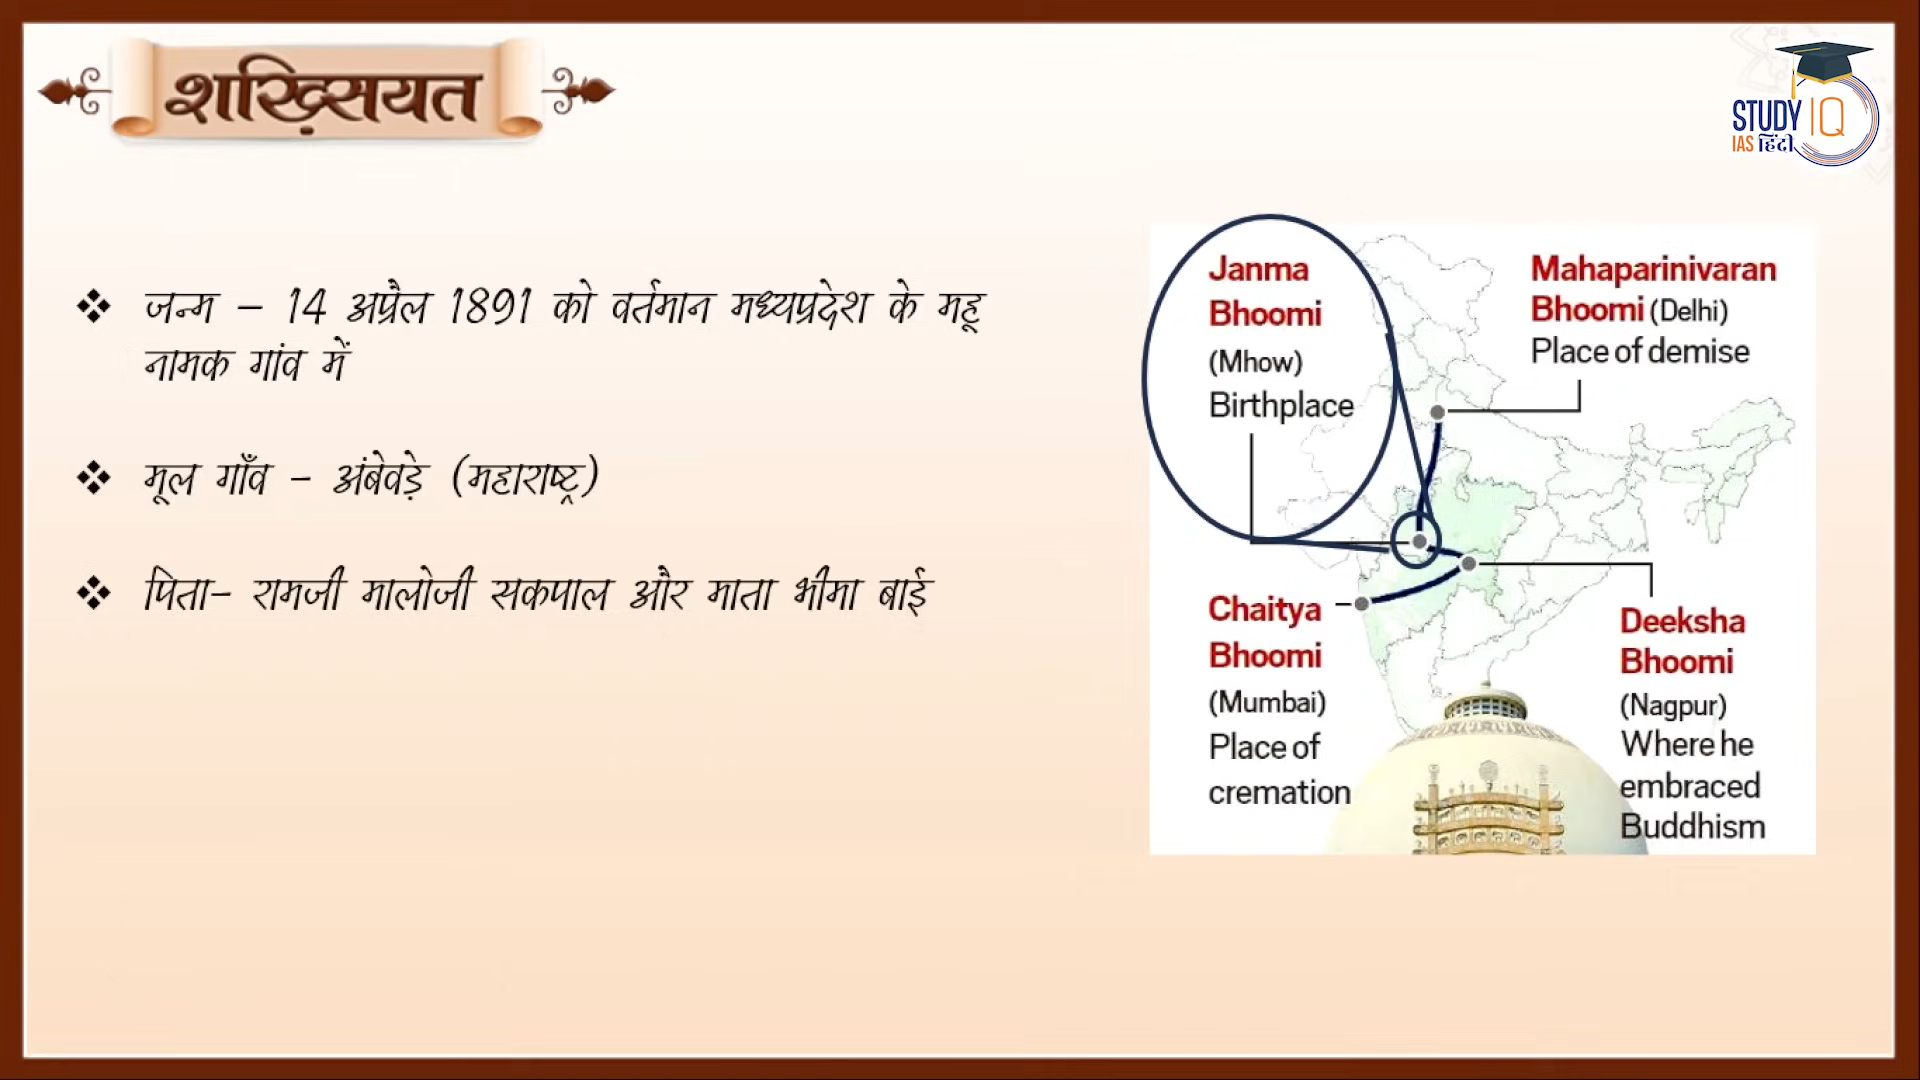 शख़्सियत
STUDY IQ
IAS हिंदी
❖ जन्म – 14 अप्रैल 1891 को वर्तमान मध्यप्रदेश के महू
नामक गांव में
❖ मूल गाँव – अंबेवड़े (महाराष्ट्र)
❖ पिता– रामजी मालोजी सकपाल और माता भीमा बाई
Janma
Bhoomi
(Mhow)
Birthplace
Mahaparinivaran
Bhoomi (Delhi)
Place of demise
Chaitya
Bhoomi
(Mumbai)
Place of
cremation
Deeksha
Bhoomi
(Nagpur)
Where he
embraced
Buddhism